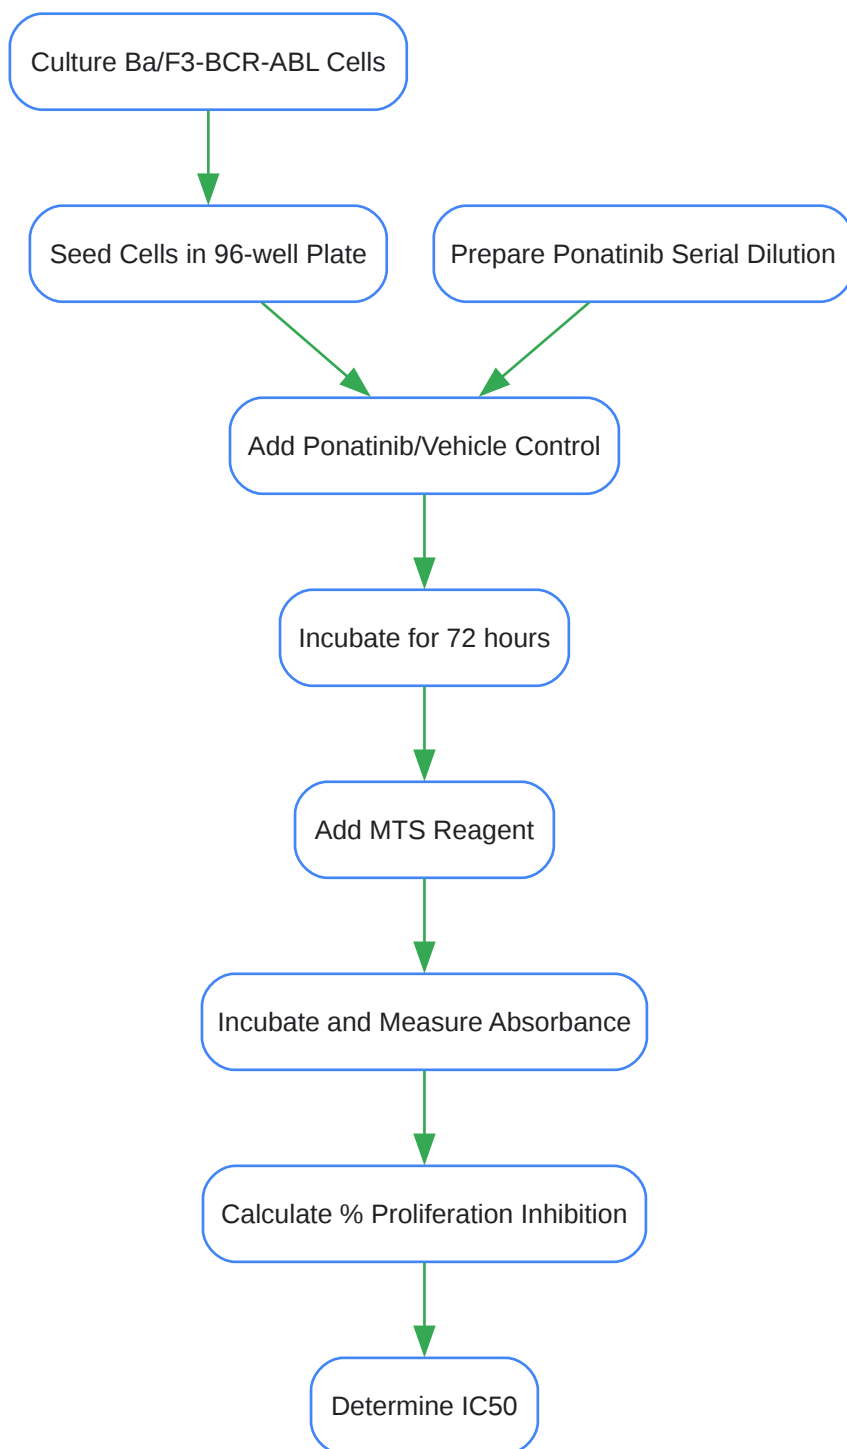 Culture Ba/F3-BCR-ABL Cells
Seed Cells in 96-well Plate
Prepare Ponatinib Serial Dilution
Add Ponatinib/Vehicle Control
Incubate for 72 hours
Add MTS Reagent
Incubate and Measure Absorbance
Calculate % Proliferation Inhibition
Determine IC50